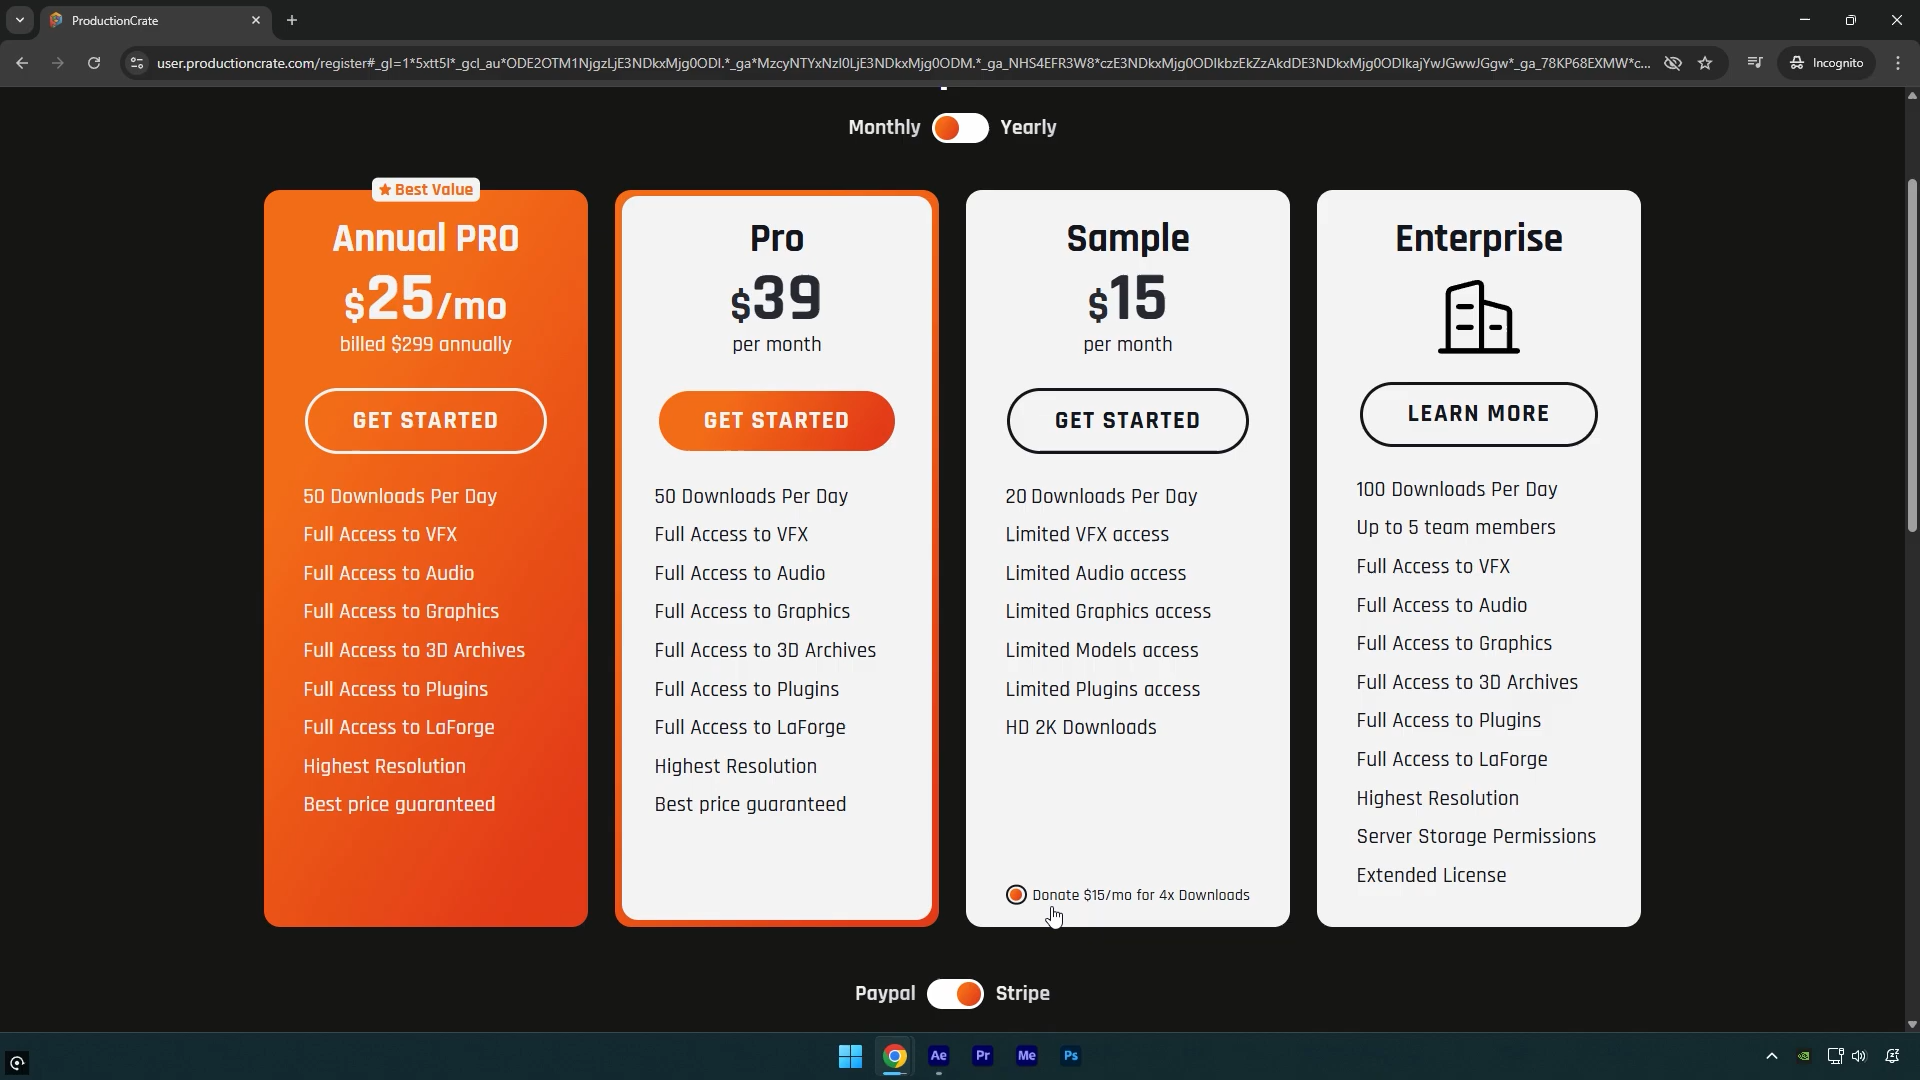 ProductionCrate
user.productioncrate.com/register#_gl=1*5xtt5l*_gcl_au*ODE2OTM1NjgzLjE3NDkxMjg0ODI.*_ga*MzcyNTYxNzI0LjE3NDkxMjg0ODM.*_ga_NHS4EFR3W8*czE3NDkxMjg0ODIkbzEkZzAkdDE3NDkxMjg0ODIkajYwJGwwJGgw*_ga_78KP68EXMW*c...
Incognito
Monthly
Yearly
Best Value
Annual PRO
$25/mo
billed $299 annually
GET STARTED
50 Downloads Per Day
Full Access to VFX
Full Access to Audio
Full Access to Graphics
Full Access to 3D Archives
Full Access to Plugins
Full Access to LaForge
Highest Resolution
Best price guaranteed
Pro
$39
per month
GET STARTED
50 Downloads Per Day
Full Access to VFX
Full Access to Audio
Full Access to Graphics
Full Access to 3D Archives
Full Access to Plugins
Full Access to LaForge
Highest Resolution
Best price guaranteed
Sample
$15
per month
GET STARTED
20 Downloads Per Day
Limited VFX access
Limited Audio access
Limited Graphics access
Limited Models access
Limited Plugins access
HD 2K Downloads
Donate $15/mo for 4x Downloads
Enterprise
LEARN MORE
100 Downloads Per Day
Up to 5 team members
Full Access to VFX
Full Access to Audio
Full Access to Graphics
Full Access to 3D Archives
Full Access to Plugins
Full Access to LaForge
Highest Resolution
Server Storage Permissions
Extended License
Paypal
Stripe
Ae
Pr
Me
Ps